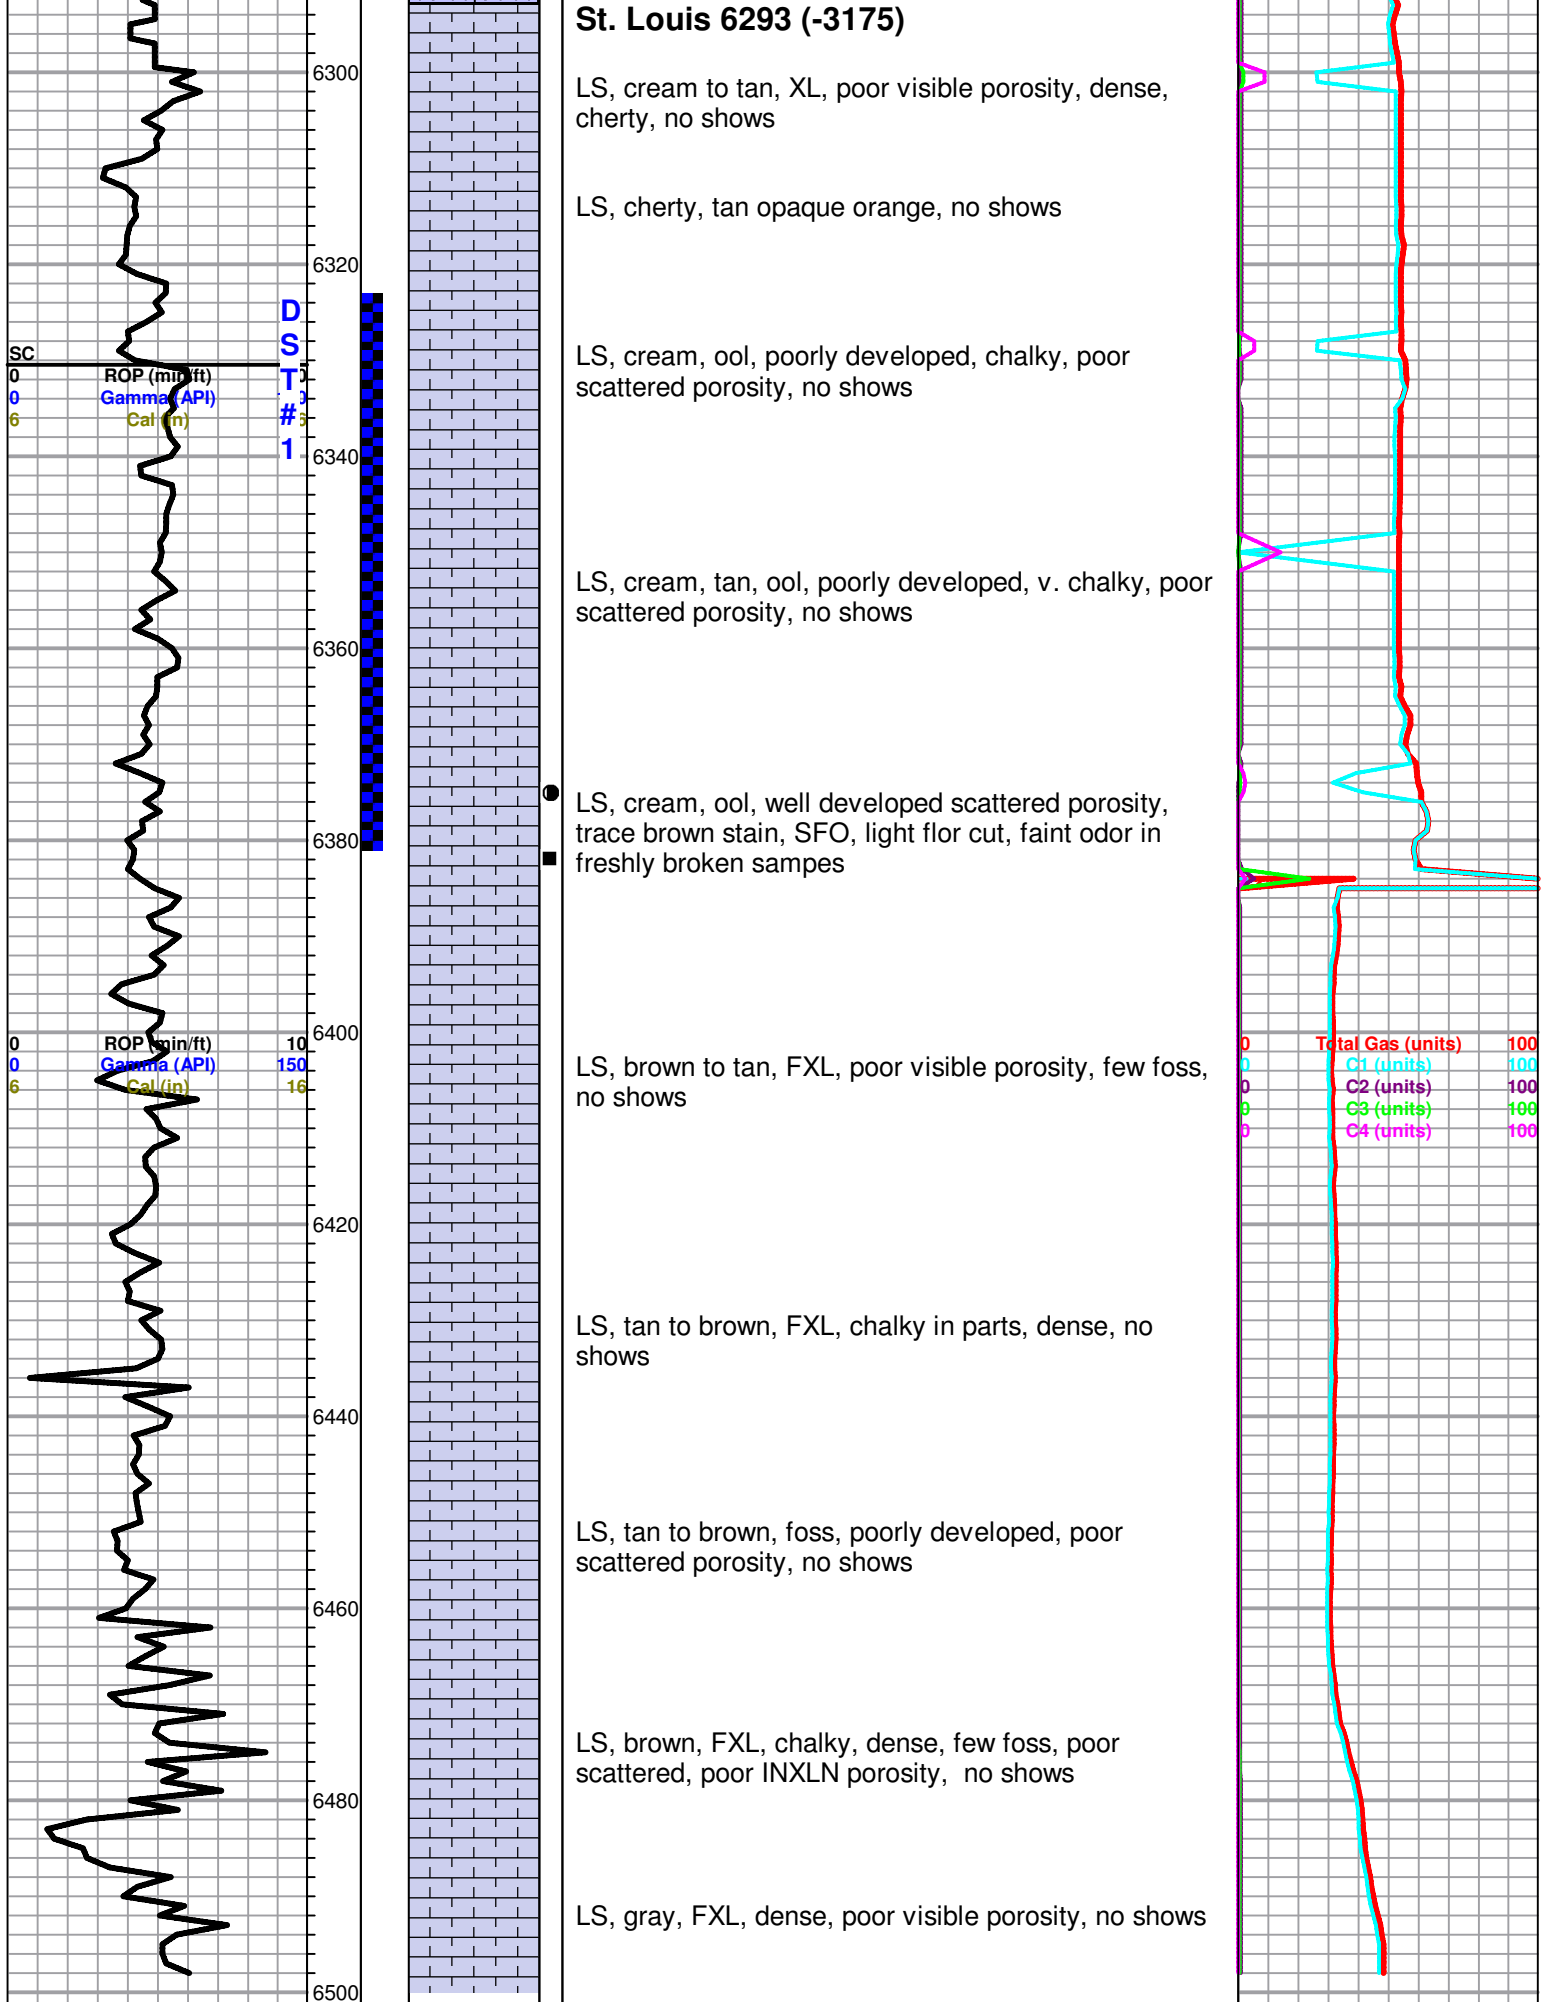 St. Louis 6293 (-3175)
6300
LS, cream to tan, XL, poor visible porosity, dense,
cherty, no shows
LS, cherty, tan opaque orange, no shows
6320
D
S
T
#
1
SC
0 ROP (min/ft)
0 Gamma (API)
6 Cal (in) 6
LS, cream, ool, poorly developed, chalky, poor
scattered porosity, no shows
6340
LS, cream, tan, ool, poorly developed, v. chalky, poor
scattered porosity, no shows
6360
LS, cream, ool, well developed scattered porosity,
trace brown stain, SFO, light flor cut, faint odor in
freshly broken sampes
6380
6400
0 ROP (min/ft) 10
0 Gamma (API) 150
6 Cal (in) 16
LS, brown to tan, FXL, poor visible porosity, few foss,
no shows
0 Total Gas (units) 100
0 C1 (units) 100
0 C2 (units) 100
0 C3 (units) 100
0 C4 (units) 100
6420
LS, tan to brown, FXL, chalky in parts, dense, no
shows
6440
LS, tan to brown, foss, poorly developed, poor
scattered porosity, no shows
6460
LS, brown, FXL, chalky, dense, few foss, poor
scattered, poor INXLN porosity,  no shows
6480
LS, gray, FXL, dense, poor visible porosity, no shows
6500